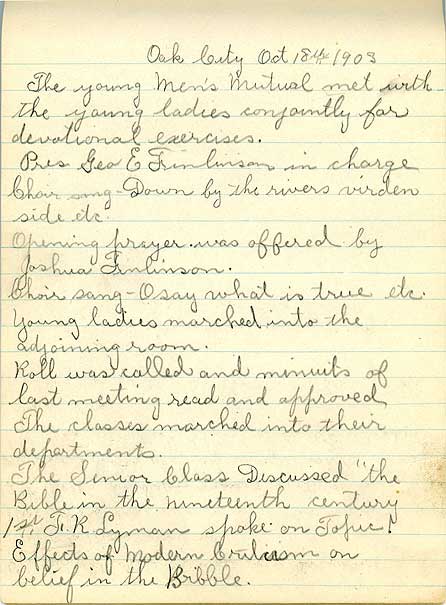 Oak City Oct 18th 1903
The young Men's Mutual met with
the young ladies conjointly for
devotional exercises.
Pres Geo E Finlinson in charge
Choir sang - Down by the rivers virden
side etc.
Opening prayer was offered by
Joshua Finlinson.
Choir sang - O say what is true etc.
Young ladies marched into the
adjoining room.
Roll was called and minuits of
last meeting read and approved
The classes marched into their
departments.
The Senior Class Discussed "the
Bible in the nineteenth century
1st, F. R Lyman spoke on Topic 1
Effects of Modern Criticism on
belief in the Bibble.